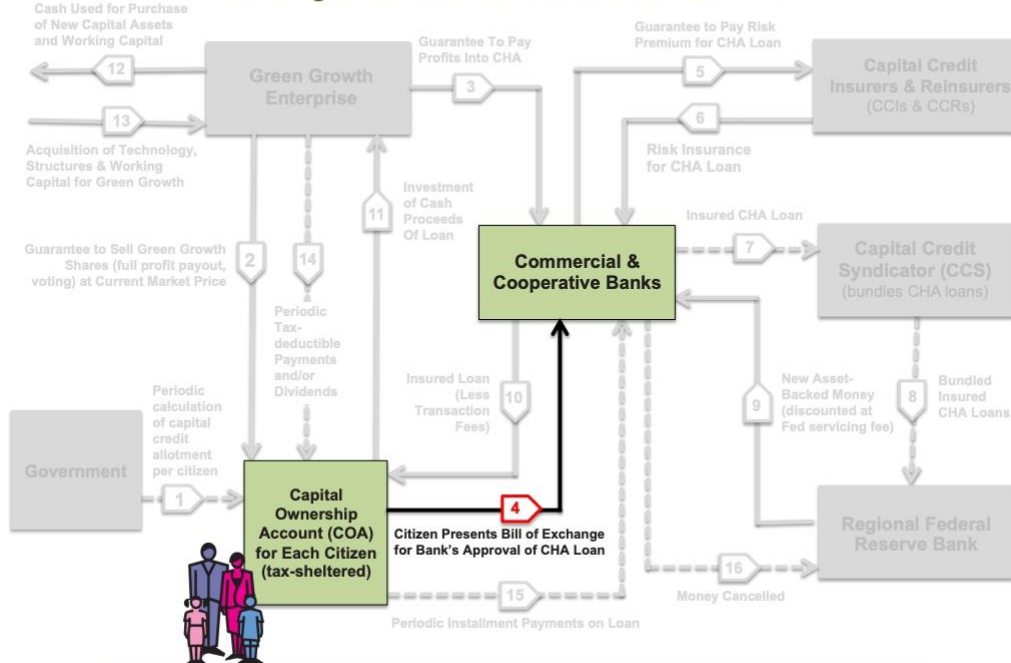 Cash Used for Purchase
of New Capital Assets
and Working Capital
12
Green Growth
Enterprise
Guarantee To Pay
Profits Into CHA
3
Guarantee to Pay Risk
Premium for CHA Loan
5
Capital Credit
Insurers & Reinsurers
(CCIs & CCRs)
13
6
Acquisition of Technology,
Structures & Working
Capital for Green Growth
Risk Insurance
for CHA Loan
11
Investment
of Cash
Proceeds
Of Loan
Insured CHA Loan
7
Capital Credit
Syndicator (CCS)
(bundles CHA loans)
Guarantee to Sell Green Growth
Shares (full profit payout,
voting) at Current Market Price
2
14
Commercial &
Cooperative Banks
Periodic
Tax-
deductible
Payments
and/or
Dividends
Insured Loan
(Less
Transaction
Fees)
10
9
New Asset-
Backed Money
(discounted at
Fed servicing fee)
8
Bundled
Insured
CHA Loans
Periodic
calculation
of capital
credit
allotment
per citizen
Government
1
Capital
Ownership
Account (COA)
for Each Citizen
(tax-sheltered)
4
Citizen Presents Bill of Exchange
for Bank's Approval of CHA Loan
Regional Federal
Reserve Bank
15
Periodic Installment Payments on Loan
16
Money Cancelled